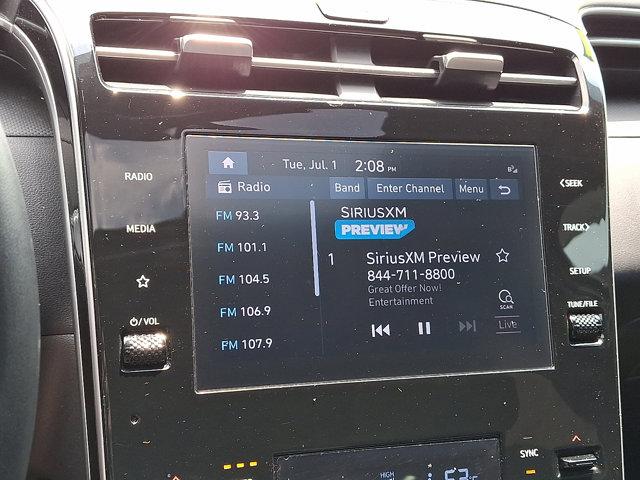 Tue, Jul. 1 2:08 PM
Radio Band Enter Channel Menu
FM 93.3
FM 101.1
FM 104.5
FM 106.9
FM 107.9
SIRIUSXM
PREVIEW
1 SiriusXM Preview
844-711-8800
Great Offer Now!
Entertainment
SCAN
Live
RADIO
MEDIA
VOL
SEEK
TRACK
SETUP
TUNE/FILE
HIGH
SYNC